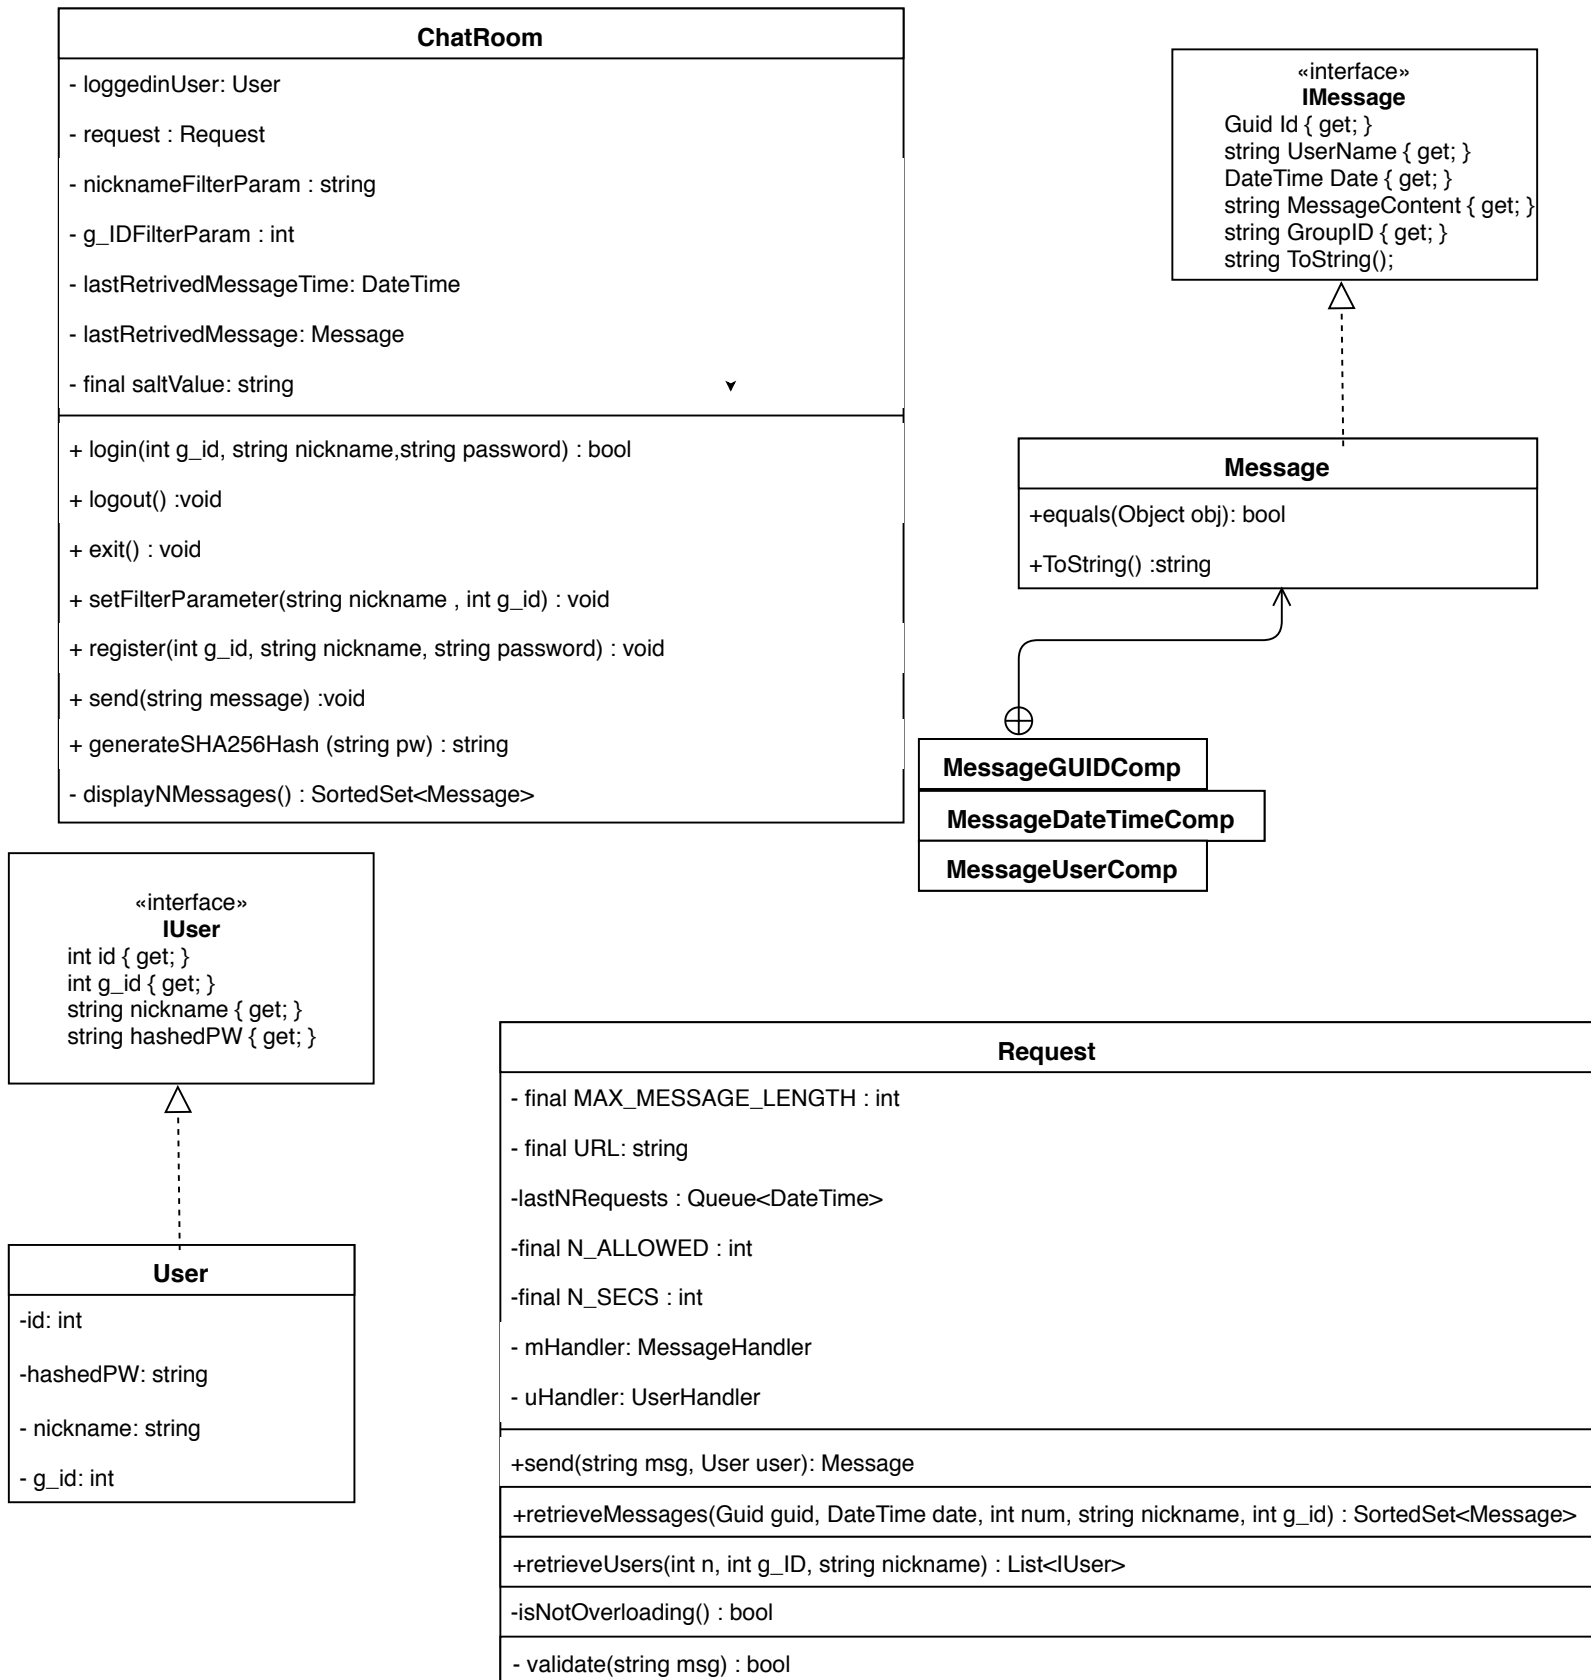 ChatRoom
- loggedinUser: User
- request : Request
- nicknameFilterParam : string
- g_IDFilterParam : int
- lastRetrivedMessageTime: DateTime
- lastRetrivedMessage: Message
- final saltValue: string
+ login(int g_id, string nickname,string password) : bool
+ logout() :void
+ exit() : void
+ setFilterParameter(string nickname , int g_id) : void
+ register(int g_id, string nickname, string password) : void
+ send(string message) :void
+ generateSHA256Hash (string pw) : string
- displayNMessages() : SortedSet<Message>
«interface»
IMessage
Guid Id { get; }
string UserName { get; }
DateTime Date { get; }
string MessageContent { get; }
string GroupID { get; }
string ToString();
Message
+equals(Object obj): bool
+ToString() :string
MessageGUIDComp
MessageDateTimeComp
MessageUserComp
«interface»
IUser
int id { get; }
int g_id { get; }
string nickname { get; }
string hashedPW { get; }
User
-id: int
-hashedPW: string
- nickname: string
- g_id: int
Request
- final MAX_MESSAGE_LENGTH : int
- final URL: string
-lastNRequests : Queue<DateTime>
-final N_ALLOWED : int
-final N_SECS : int
- mHandler: MessageHandler
- uHandler: UserHandler
+send(string msg, User user): Message
+retrieveMessages(Guid guid, DateTime date, int num, string nickname, int g_id) : SortedSet<Message>
+retrieveUsers(int n, int g_ID, string nickname) : List<IUser>
-isNotOverloading() : bool
- validate(string msg) : bool